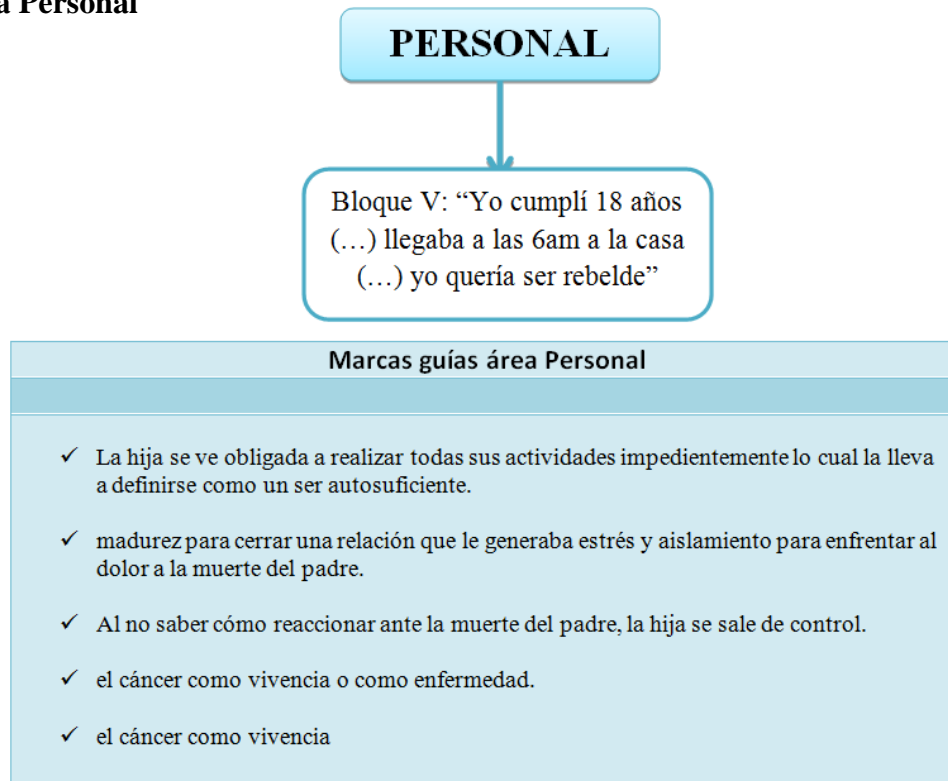 a Personal
PERSONAL
Bloque V: “Yo cumplí 18 años
(…) llegaba a las 6am a la casa
(…) yo quería ser rebelde”
Marcas guías área Personal
✓ La hija se ve obligada a realizar todas sus actividades impedientemente lo cual la lleva
a definirse como un ser autosuficiente.
✓ madurez para cerrar una relación que le generaba estrés y aislamiento para enfrentar al
dolor a la muerte del padre.
✓ Al no saber cómo reaccionar ante la muerte del padre, la hija se sale de control.
✓ el cáncer como vivencia o como enfermedad.
✓ el cáncer como vivencia